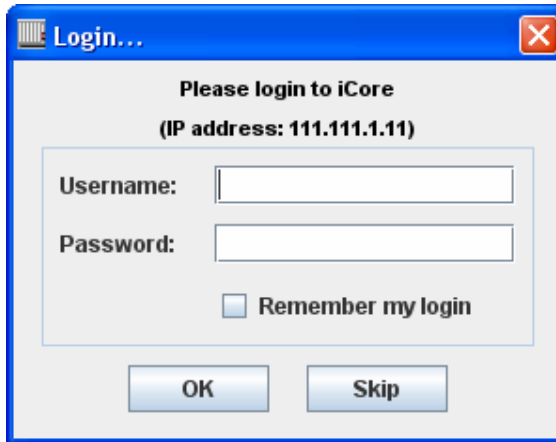 Login...
Please login to iCore
(IP address: 111.111.1.11)
Username:
Password:
Remember my login
OK Skip